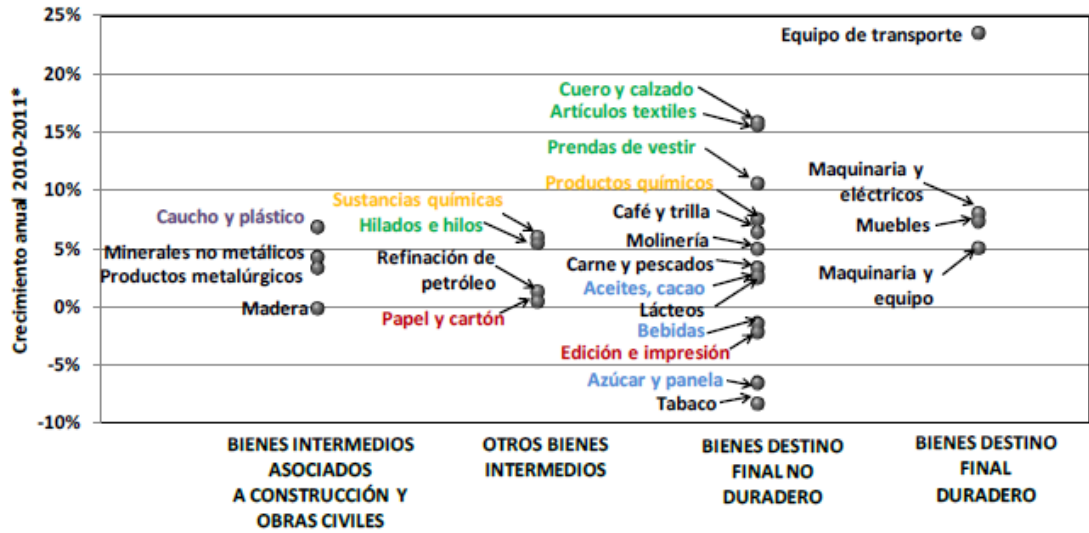 Crecimiento anual 2010-2011*
25%
20%
15%
10%
5%
0%
-5%
-10%
Caucho y plástico
Minerales no metálicos
Productos metalúrgicos
Madera
Sustancias químicas
Hilados e hilos
Refinación de
petróleo
Papel y cartón
Cuero y calzado
Artículos textiles
Prendas de vestir
Productos químicos
Café y trilla
Molinería
Carne y pescados
Aceites, cacao
Lácteos
Bebidas
Edición e impresión
Azúcar y panela
Tabaco
Equipo de transporte
Maquinaria y
eléctricos
Muebles
Maquinaria y
equipo
BIENES INTERMEDIOS
ASOCIADOS
A CONSTRUCCIÓN Y
OBRAS CIVILES
OTROS BIENES
INTERMEDIOS
BIENES DESTINO
FINAL NO
DURADERO
BIENES DESTINO
FINAL
DURADERO